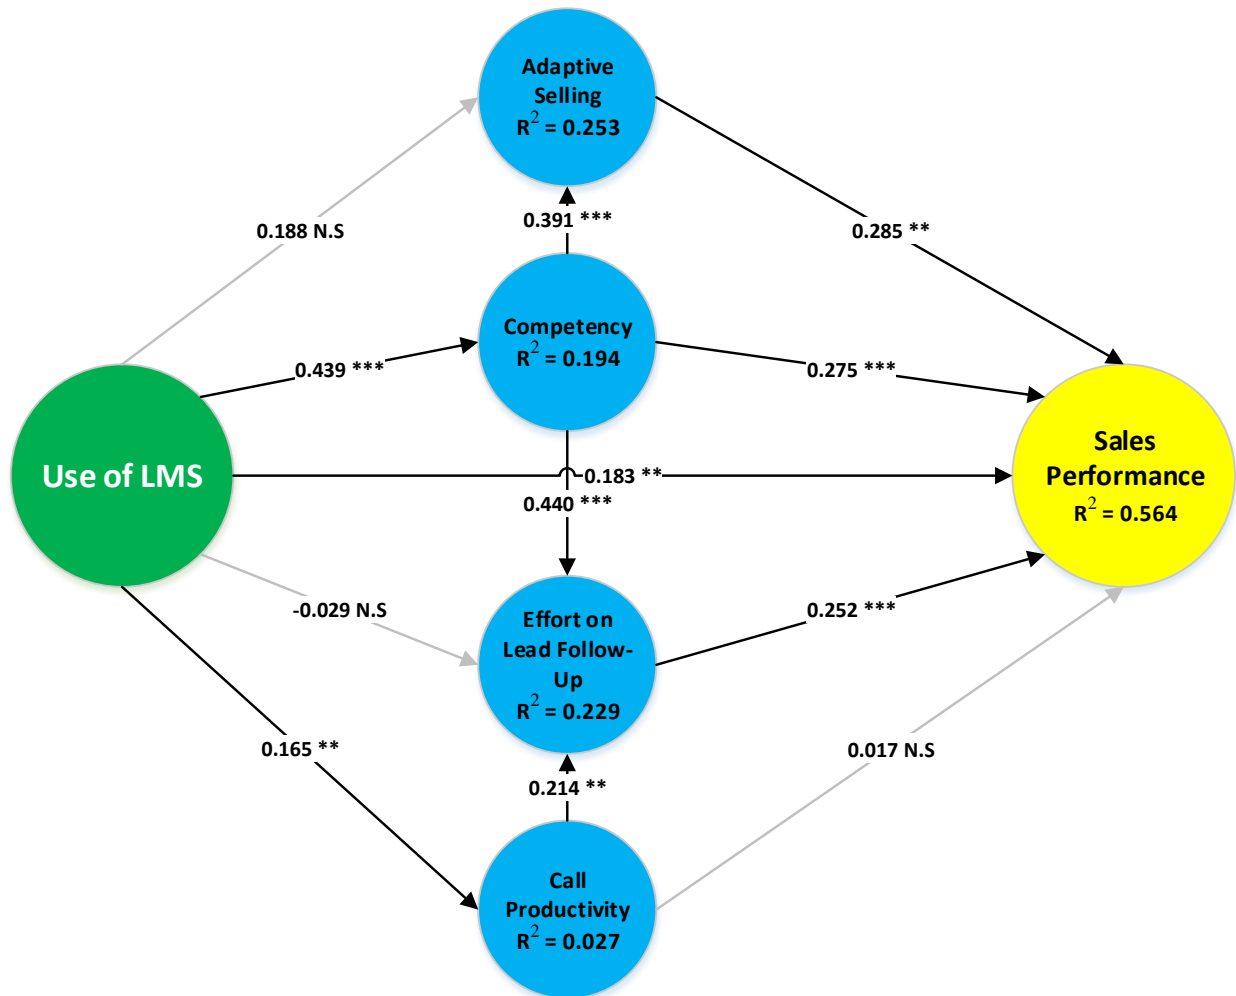 Adaptive
Selling
R² = 0.253
0.188 N.S
0.391 ***
0.285 **
Competency
R² = 0.194
0.439 ***
0.275 ***
Use of LMS
0.183 **
Sales
Performance
R² = 0.564
0.440 ***
-0.029 N.S
Effort on
Lead Follow-
Up
R² = 0.229
0.252 ***
0.165 **
0.017 N.S
0.214 **
Call
Productivity
R² = 0.027